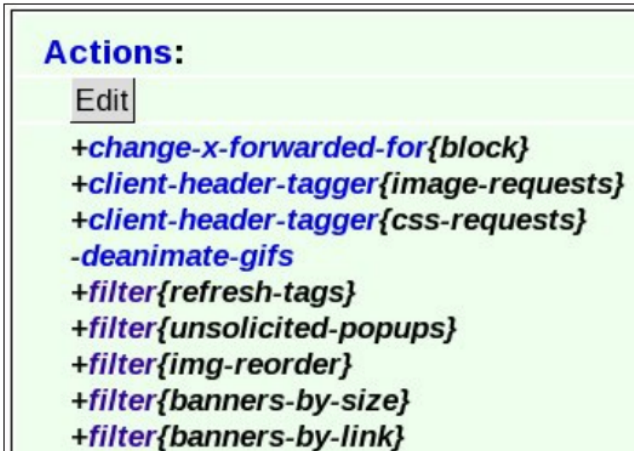 Actions:
Edit
+change-x-forwarded-for{block}
+client-header-tagger{image-requests}
+client-header-tagger{css-requests}
-deanimate-gifs
+filter{refresh-tags}
+filter{unsolicited-popups}
+filter{img-reorder}
+filter{banners-by-size}
+filter{banners-by-link}